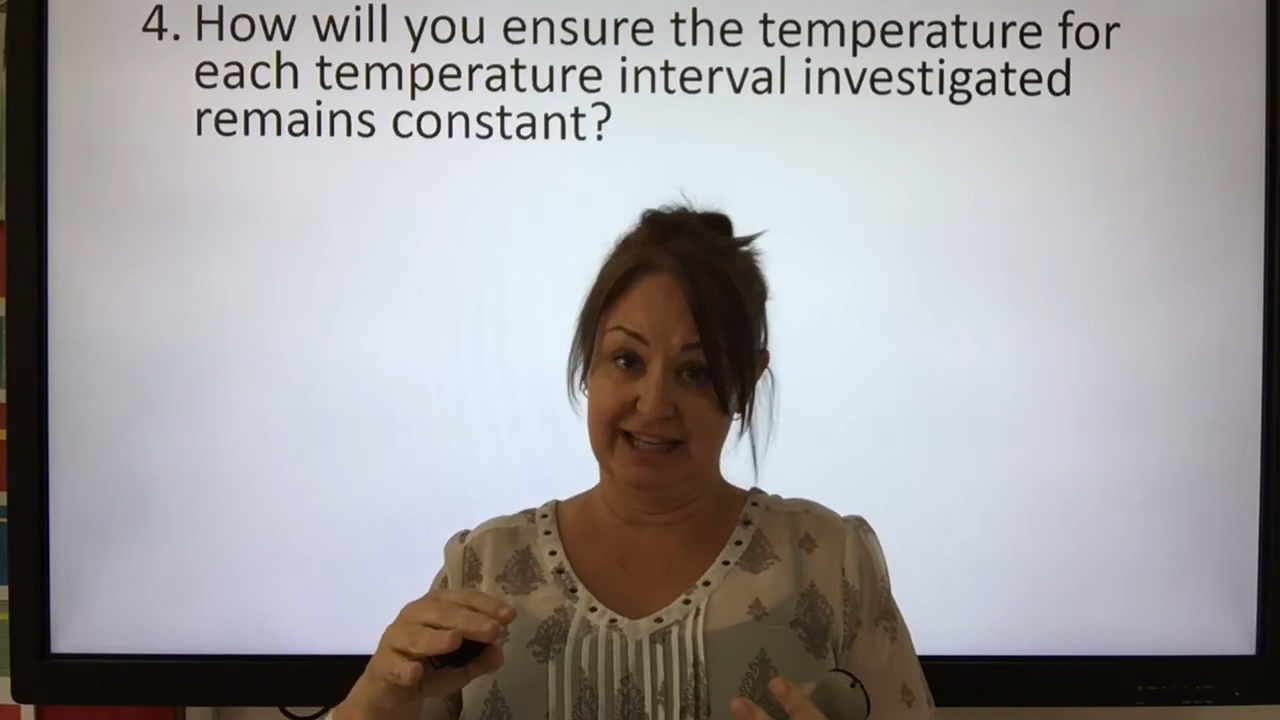 4. How will you ensure the temperature for
each temperature interval investigated
remains constant?